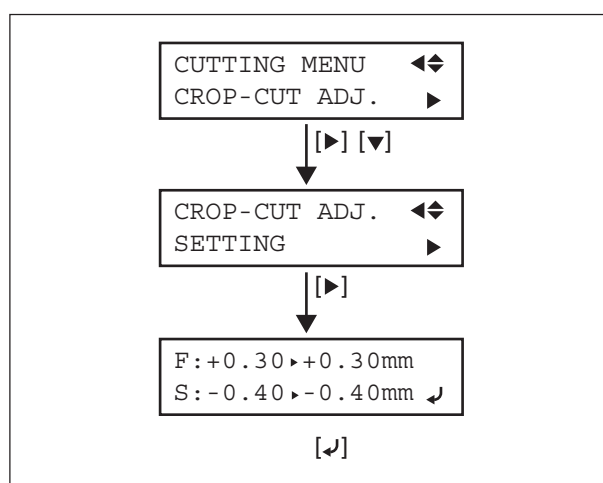 CUTTING MENU ◀◆
CROP-CUT ADJ. ▶
[▶] [▼]
CROP-CUT ADJ. ◀◆
SETTING ▶
[▶]
F:+0.30▸+0.30mm
S:-0.40▸-0.40mm ↵
[↵]